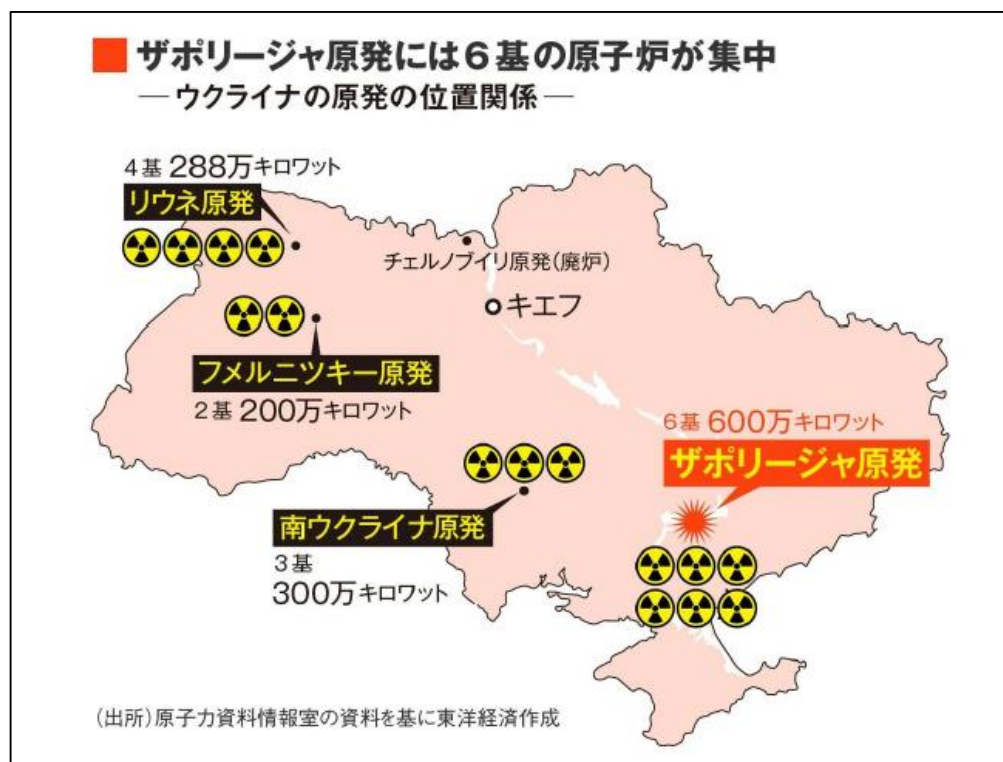 ザポリージャ原発には6基の原子炉が集中
―ウクライナの原発の位置関係―
4基 288万キロワット
リウネ原発
チェルノブイリ原発(廃炉)
キエフ
フメルニツキー原発
2基 200万キロワット
6基 600万キロワット
ザポリージャ原発
南ウクライナ原発
3基
300万キロワット
(出所)原子力資料情報室の資料を基に東洋経済作成